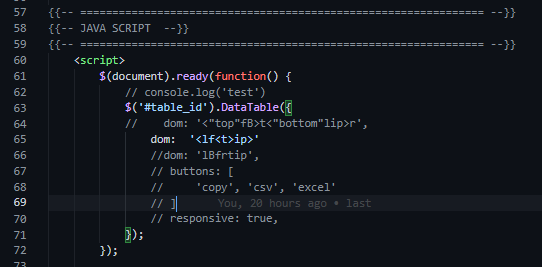 57 {{-- ============================================================ --}}
58 {{-- JAVA SCRIPT  --}}
59 {{-- ============================================================ --}}
60     <script>
61         $(document).ready(function() {
62             // console.log('test')
63             $('#table_id').DataTable({
64             //    dom: '<"top"fB>t<"bottom"lip>r',
65                 dom:  '<lf<t>ip>'
66                 //dom: 'lBfrtip',
67                 // buttons: [
68                 //     'copy', 'csv', 'excel'
69                 // ]     You, 20 hours ago • last
70                 // responsive: true,
71             });
72         });
73